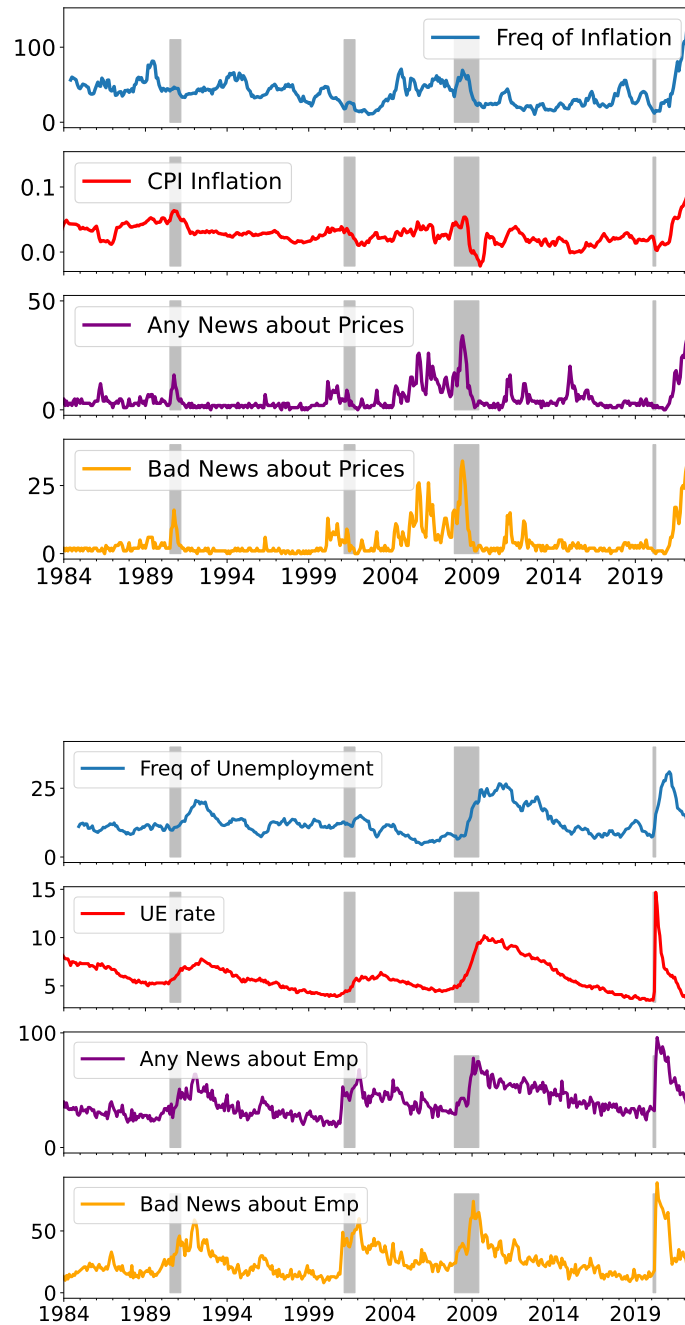 Freq of Inflation
100
0
CPI Inflation
0.1
0.0
Any News about Prices
50
0
Bad News about Prices
25
0
1984 1989 1994 1999 2004 2009 2014 2019
Freq of Unemployment
25
0
UE rate
15
10
5
Any News about Emp
100
0
Bad News about Emp
50
0
1984 1989 1994 1999 2004 2009 2014 2019